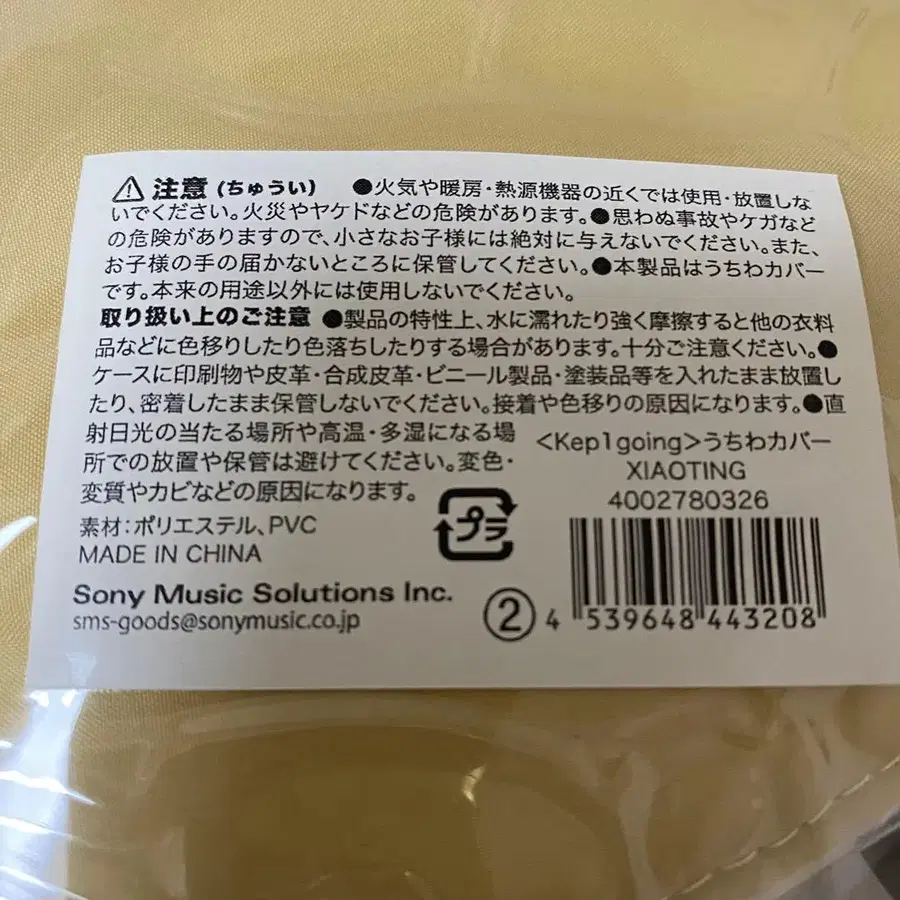 ⚠ 注意(ちゅうい) ●火気や暖房・熱源機器の近くでは使用・放置しな
いでください。火災やヤケドなどの危険があります。●思わぬ事故やケガなど
の危険がありますので、小さなお子様には絶対に与えないでください。また、
お子様の手の届かないところに保管してください。●本製品はうちわカバー
です。本来の用途以外には使用しないでください。
取り扱い上のご注意 ●製品の特性上、水に濡れたり強く摩擦すると他の衣料
品などに色移りしたり色落ちしたりする場合があります。十分ご注意ください。●
ケースに印刷物や皮革・合成皮革・ビニール製品・塗装品等を入れたまま放置し
たり、密着したまま保管しないでください。接着や色移りの原因になります。●直
射日光の当たる場所や高温・多湿になる場
所での放置や保管は避けてください。変色・
変質やカビなどの原因になります。
素材:ポリエステル、PVC
MADE IN CHINA
Sony Music Solutions Inc.
sms-goods@sonymusic.co.jp
プラ
<Kep1going>うちわカバー
XIAOTING
4002780326
②
4 539648 443208